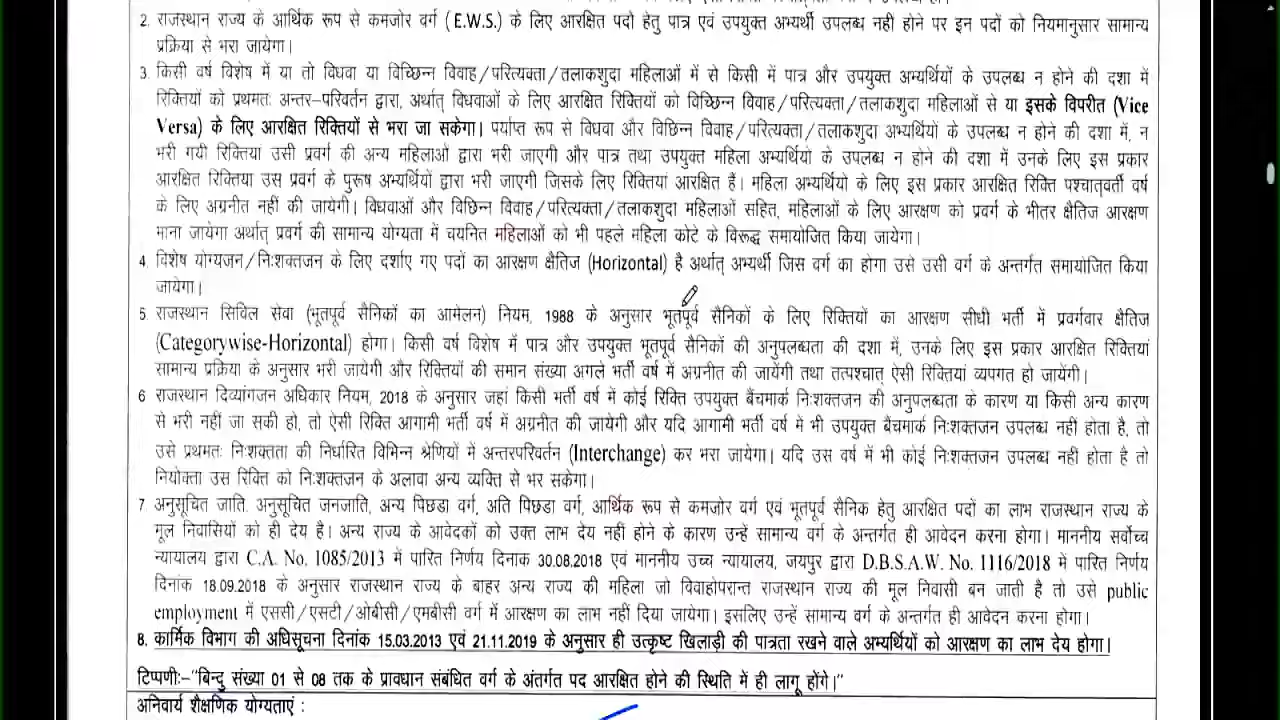 2. राजस्थान राज्य के आर्थिक रूप से कमजोर वर्ग (E.W.S.) के लिए आरक्षित पदों हेतु पात्र एवं उपयुक्त अभ्यर्थी उपलब्ध नहीं होने पर इन पदों को नियमानुसार सामान्य
प्रक्रिया से भरा जायेगा।
3. किसी वर्ष विशेष में या तो विधवा या विच्छिन्न विवाह/परित्यक्ता/तलाकशुदा महिलाओं में से किसी में पात्र और उपयुक्त अभ्यर्थियों के उपलब्ध न होने की दशा में
रिक्तियों को प्रथमतः अन्तर–परिवर्तन द्वारा, अर्थात् विधवाओं के लिए आरक्षित रिक्तियों को विच्छिन्न विवाह/परित्यक्ता/तलाकशुदा महिलाओं से या इसके विपरीत (Vice
Versa) के लिए आरक्षित रिक्तियों से भरा जा सकेगा। पर्याप्त रूप से विधवा और विछिन्न विवाह/परित्यक्ता/तलाकशुदा अभ्यर्थियों के उपलब्ध न होने की दशा में, न
भरी गयी रिक्तियां उसी प्रवर्ग की अन्य महिलाओं द्वारा भरी जाएगी और पात्र तथा उपयुक्त महिला अभ्यर्थियों के उपलब्ध न होने की दशा में उनके लिए इस प्रकार
आरक्षित रिक्तिया उस प्रवर्ग के पुरूष अभ्यर्थियों द्वारा भरी जाएगी जिसके लिए रिक्तियां आरक्षित हैं। महिला अभ्यर्थियो के लिए इस प्रकार आरक्षित रिक्ति पश्चात्वर्ती वर्ष
के लिए अग्रनीत नहीं की जायेगी। विधवाओं और विछिन्न विवाह/परित्यक्ता/तलाकशुदा महिलाओं सहित, महिलाओं के लिए आरक्षण को प्रवर्ग के भीतर क्षैतिज आरक्षण
माना जायेगा अर्थात् प्रवर्ग की सामान्य योग्यता में चयनित महिलाओं को भी पहले महिला कोटे के विरूद्ध समायोजित किया जायेगा।
4. विशेष योग्यजन/निःशक्तजन के लिए दर्शाए गए पदों का आरक्षण क्षैतिज (Horizontal) है अर्थात् अभ्यर्थी जिस वर्ग का होगा उसे उसी वर्ग के अन्तर्गत समायोजित किया
जायेगा।
5. राजस्थान सिविल सेवा (भूतपूर्व सैनिकों का आमेलन) नियम, 1988 के अनुसार भूतपूर्व सैनिकों के लिए रिक्तियों का आरक्षण सीधी भर्ती में प्रवर्गवार क्षैतिज
(Categorywise-Horizontal) होगा। किसी वर्ष विशेष में पात्र और उपयुक्त भूतपूर्व सैनिकों की अनुपलब्धता की दशा में, उनके लिए इस प्रकार आरक्षित रिक्तियां
सामान्य प्रक्रिया के अनुसार भरी जायेगी और रिक्तियों की समान संख्या अगले भर्ती वर्ष में अग्रनीत की जायेंगी तथा तत्पश्चात् ऐसी रिक्तियां व्यपगत हो जायेंगी।
6 राजस्थान दिव्यांगजन अधिकार नियम, 2018 के अनुसार जहां किसी भर्ती वर्ष में कोई रिक्ति उपयुक्त बैंचमार्क निःशक्तजन की अनुपलब्धता के कारण या किसी अन्य कारण
से भरी नहीं जा सकी हो, तो ऐसी रिक्ति आगामी भर्ती वर्ष में अग्रनीत की जायेगी और यदि आगामी भर्ती वर्ष में भी उपयुक्त बैंचमार्क निःशक्तजन उपलब्ध नहीं होता है, तो
उसे प्रथमतः निःशक्तता की निर्धारित विभिन्न श्रेणियों में अन्तरपरिवर्तन (Interchange) कर भरा जायेगा। यदि उस वर्ष में भी कोई निःशक्तजन उपलब्ध नहीं होता है तो
नियोक्ता उस रिक्ति को निःशक्तजन के अलावा अन्य व्यक्ति से भर सकेगा।
7. अनुसूचित जाति, अनुसूचित जनजाति, अन्य पिछडा वर्ग, अति पिछडा वर्ग, आर्थिक रूप से कमजोर वर्ग एवं भूतपूर्व सैनिक हेतु आरक्षित पदों का लाभ राजस्थान राज्य के
मूल निवासियों को ही देय है। अन्य राज्य के आवेदकों को उक्त लाभ देय नहीं होने के कारण उन्हें सामान्य वर्ग के अन्तर्गत ही आवेदन करना होगा। माननीय सर्वोच्च
न्यायालय द्वारा C.A. No. 1085/2013 में पारित निर्णय दिनाक 30.08.2018 एवं माननीय उच्च न्यायालय, जयपुर द्वारा D.B.S.A.W. No. 1116/2018 में पारित निर्णय
दिनांक 18.09.2018 के अनुसार राजस्थान राज्य के बाहर अन्य राज्य की महिला जो विवाहोपरान्त राजस्थान राज्य की मूल निवासी बन जाती है तो उसे public
employment में एससी/एसटी/ओबीसी/एमबीसी वर्ग में आरक्षण का लाभ नहीं दिया जायेगा। इसलिए उन्हें सामान्य वर्ग के अन्तर्गत ही आवेदन करना होगा।
8. कार्मिक विभाग की अधिसूचना दिनांक 15.03.2013 एवं 21.11.2019 के अनुसार ही उत्कृष्ट खिलाड़ी की पात्रता रखने वाले अभ्यर्थियों को आरक्षण का लाभ देय होगा।
टिप्पणीः–"बिन्दु संख्या 01 से 08 तक के प्रावधान संबंधित वर्ग के अंतर्गत पद आरक्षित होने की स्थिति में ही लागू होंगे।"
अनिवार्य शैक्षणिक योग्यताएं :